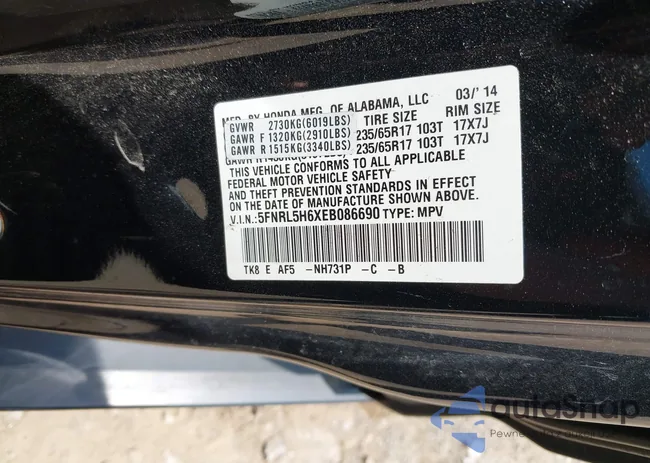 MFD. BY HONDA MFG. OF ALABAMA, LLC 03/'14
GVWR 2730KG(6019LBS) TIRE SIZE RIM SIZE
GAWR F 1320KG(2910LBS) 235/65R17 103T 17X7J
GAWR R 1515KG(3340LBS) 235/65R17 103T 17X7J
GAWR
THIS VEHICLE CONFORMS TO ALL APPLICABLE
FEDERAL MOTOR VEHICLE SAFETY
AND THEFT PREVENTION STANDARDS IN EFFECT
ON THE DATE OF MANUFACTURE SHOWN ABOVE.
V.I.N.: 5FNRL5H6XEB086690 TYPE: MPV
TK8 E AF5 -NH731P -C -B
autoSnap